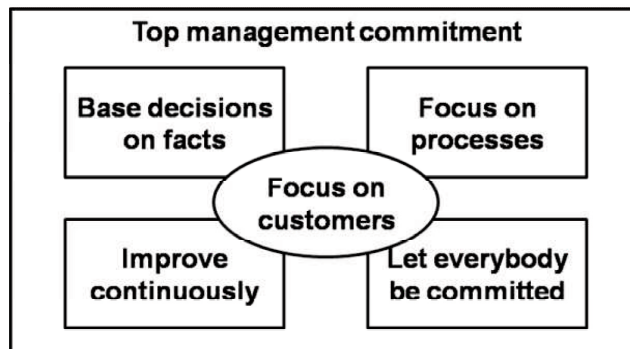 Top management commitment
Base decisions
on facts
Focus on
processes
Focus on
customers
Improve
continuously
Let everybody
be committed